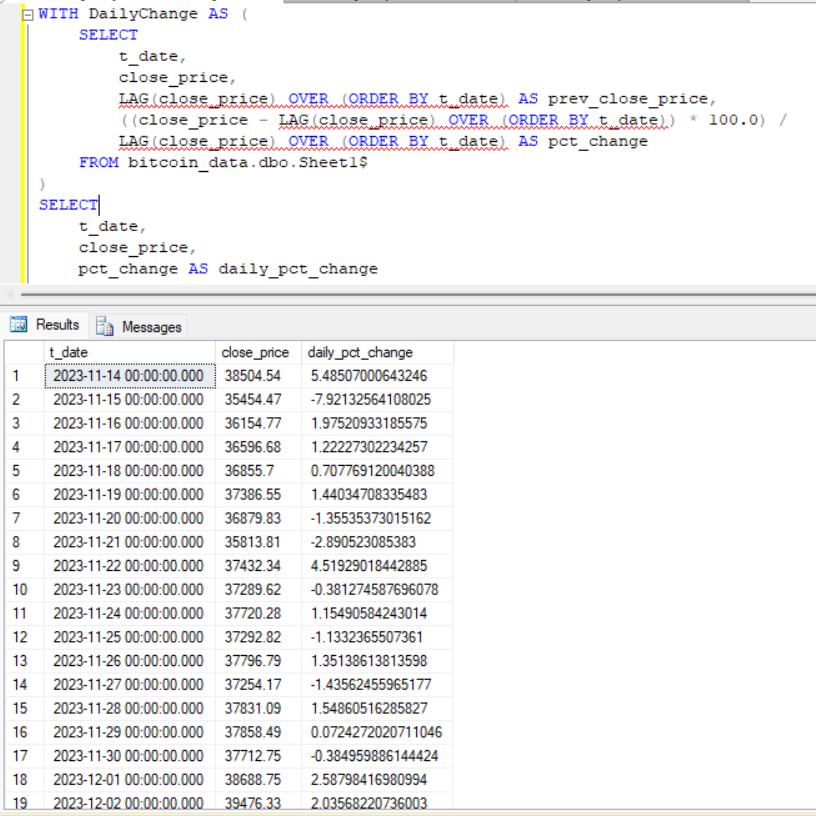 WITH DailyChange AS (
SELECT
t_date,
close_price,
LAG(close_price) OVER (ORDER BY t_date) AS prev_close_price,
((close_price - LAG(close_price) OVER (ORDER BY t_date)) * 100.0) /
LAG(close_price) OVER (ORDER BY t_date) AS pct_change
FROM bitcoin_data.dbo.Sheet1$
)
SELECT
t_date,
close_price,
pct_change AS daily_pct_change
Results Messages
t_date close_price daily_pct_change
1 2023-11-14 00:00:00.000 38504.54 5.48507000643246
2 2023-11-15 00:00:00.000 35454.47 -7.92132564108025
3 2023-11-16 00:00:00.000 36154.77 1.97520933185575
4 2023-11-17 00:00:00.000 36596.68 1.22227302234257
5 2023-11-18 00:00:00.000 36855.7 0.707769120040388
6 2023-11-19 00:00:00.000 37386.55 1.44034708335483
7 2023-11-20 00:00:00.000 36879.83 -1.35535373015162
8 2023-11-21 00:00:00.000 35813.81 -2.890523085383
9 2023-11-22 00:00:00.000 37432.34 4.51929018442885
10 2023-11-23 00:00:00.000 37289.62 -0.381274587696078
11 2023-11-24 00:00:00.000 37720.28 1.15490584243014
12 2023-11-25 00:00:00.000 37292.82 -1.1332365507361
13 2023-11-26 00:00:00.000 37796.79 1.35138613813598
14 2023-11-27 00:00:00.000 37254.17 -1.43562455965177
15 2023-11-28 00:00:00.000 37831.09 1.54860516285827
16 2023-11-29 00:00:00.000 37858.49 0.0724272020711046
17 2023-11-30 00:00:00.000 37712.75 -0.384959886144424
18 2023-12-01 00:00:00.000 38688.75 2.58798416980994
19 2023-12-02 00:00:00.000 39476.33 2.03568220736003